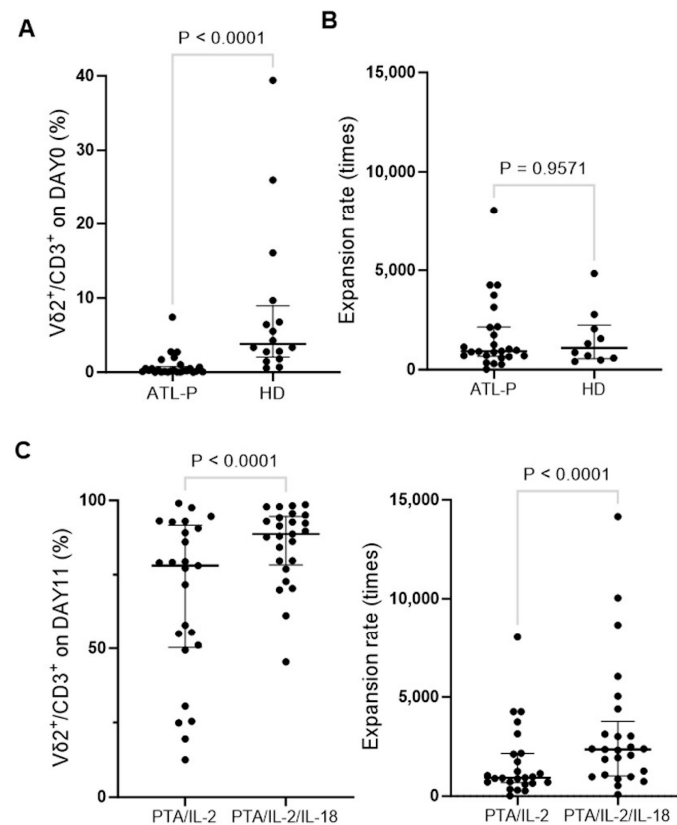 A
P < 0.0001
Vδ2⁺/CD3⁺ on DAY0 (%)
40
30
20
10
0
ATL-P
HD
B
P = 0.9571
Expansion rate (times)
15,000
10,000
5,000
0
ATL-P
HD
C
P < 0.0001
Vδ2⁺/CD3⁺ on DAY11 (%)
100
50
0
PTA/IL-2
PTA/IL-2/IL-18
P < 0.0001
Expansion rate (times)
15,000
10,000
5,000
0
PTA/IL-2
PTA/IL-2/IL-18